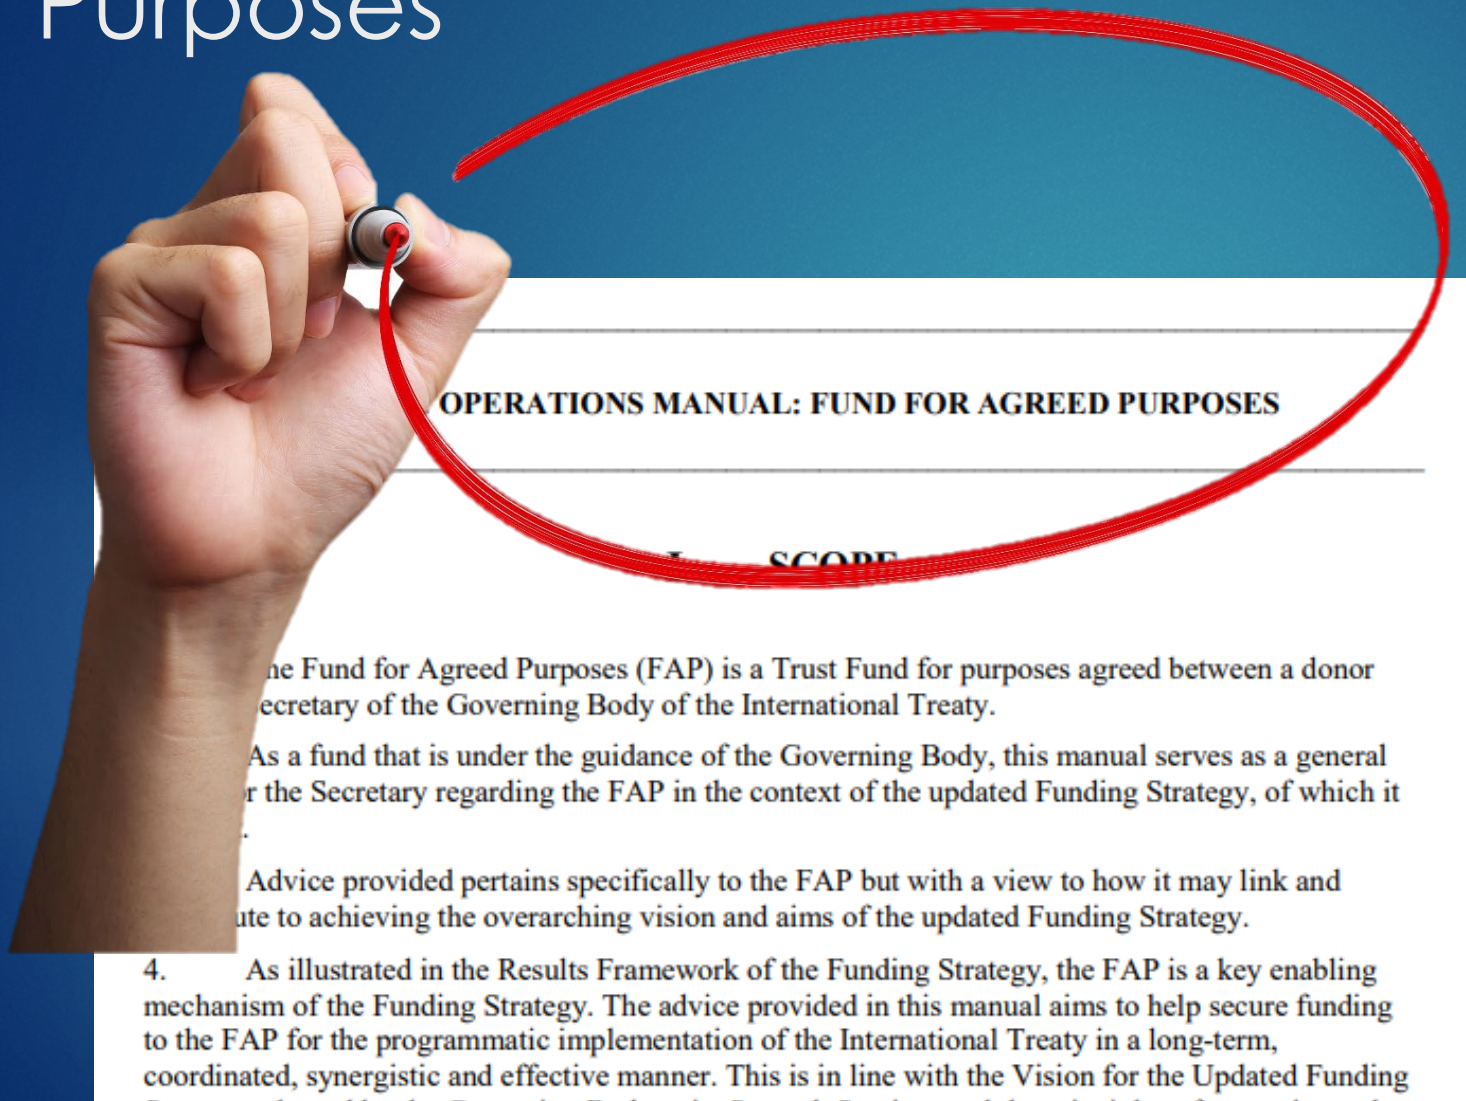 Purposes
OPERATIONS MANUAL: FUND FOR AGREED PURPOSES
I. SCOPE
he Fund for Agreed Purposes (FAP) is a Trust Fund for purposes agreed between a donor
ecretary of the Governing Body of the International Treaty.
As a fund that is under the guidance of the Governing Body, this manual serves as a general
r the Secretary regarding the FAP in the context of the updated Funding Strategy, of which it
.
Advice provided pertains specifically to the FAP but with a view to how it may link and
ute to achieving the overarching vision and aims of the updated Funding Strategy.
4. As illustrated in the Results Framework of the Funding Strategy, the FAP is a key enabling
mechanism of the Funding Strategy. The advice provided in this manual aims to help secure funding
to the FAP for the programmatic implementation of the International Treaty in a long-term,
coordinated, synergistic and effective manner. This is in line with the Vision for the Updated Funding